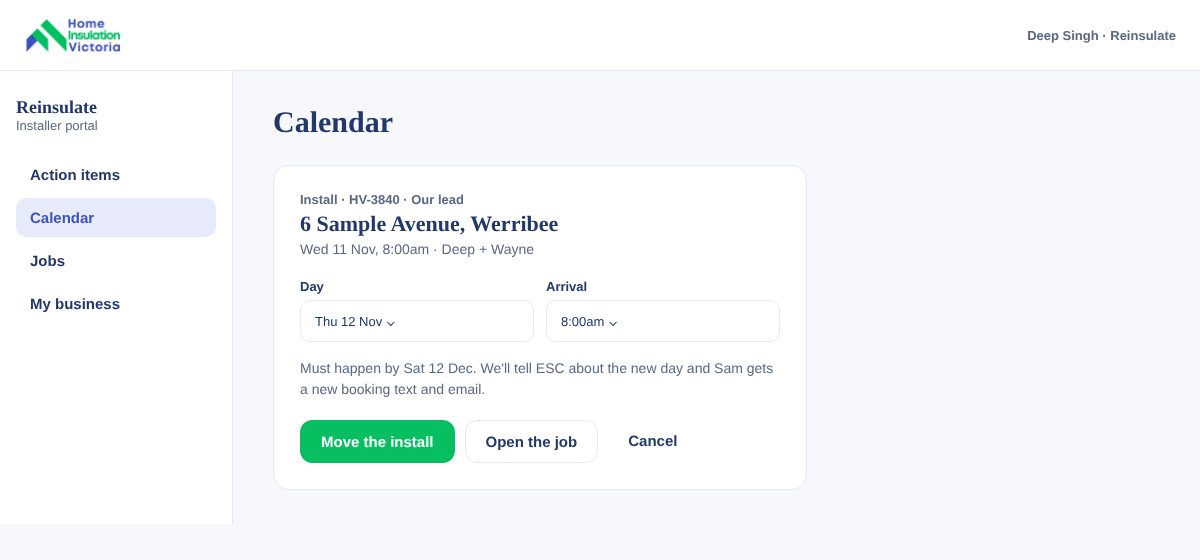 Home
Insulation
Victoria
Deep Singh · Reinsulate
Reinsulate
Installer portal
Action items
Calendar
Jobs
My business
Calendar
Install · HV-3840 · Our lead
6 Sample Avenue, Werribee
Wed 11 Nov, 8:00am · Deep + Wayne
Day
Arrival
Thu 12 Nov
8:00am
Must happen by Sat 12 Dec. We'll tell ESC about the new day and Sam gets
a new booking text and email.
Move the install
Open the job
Cancel